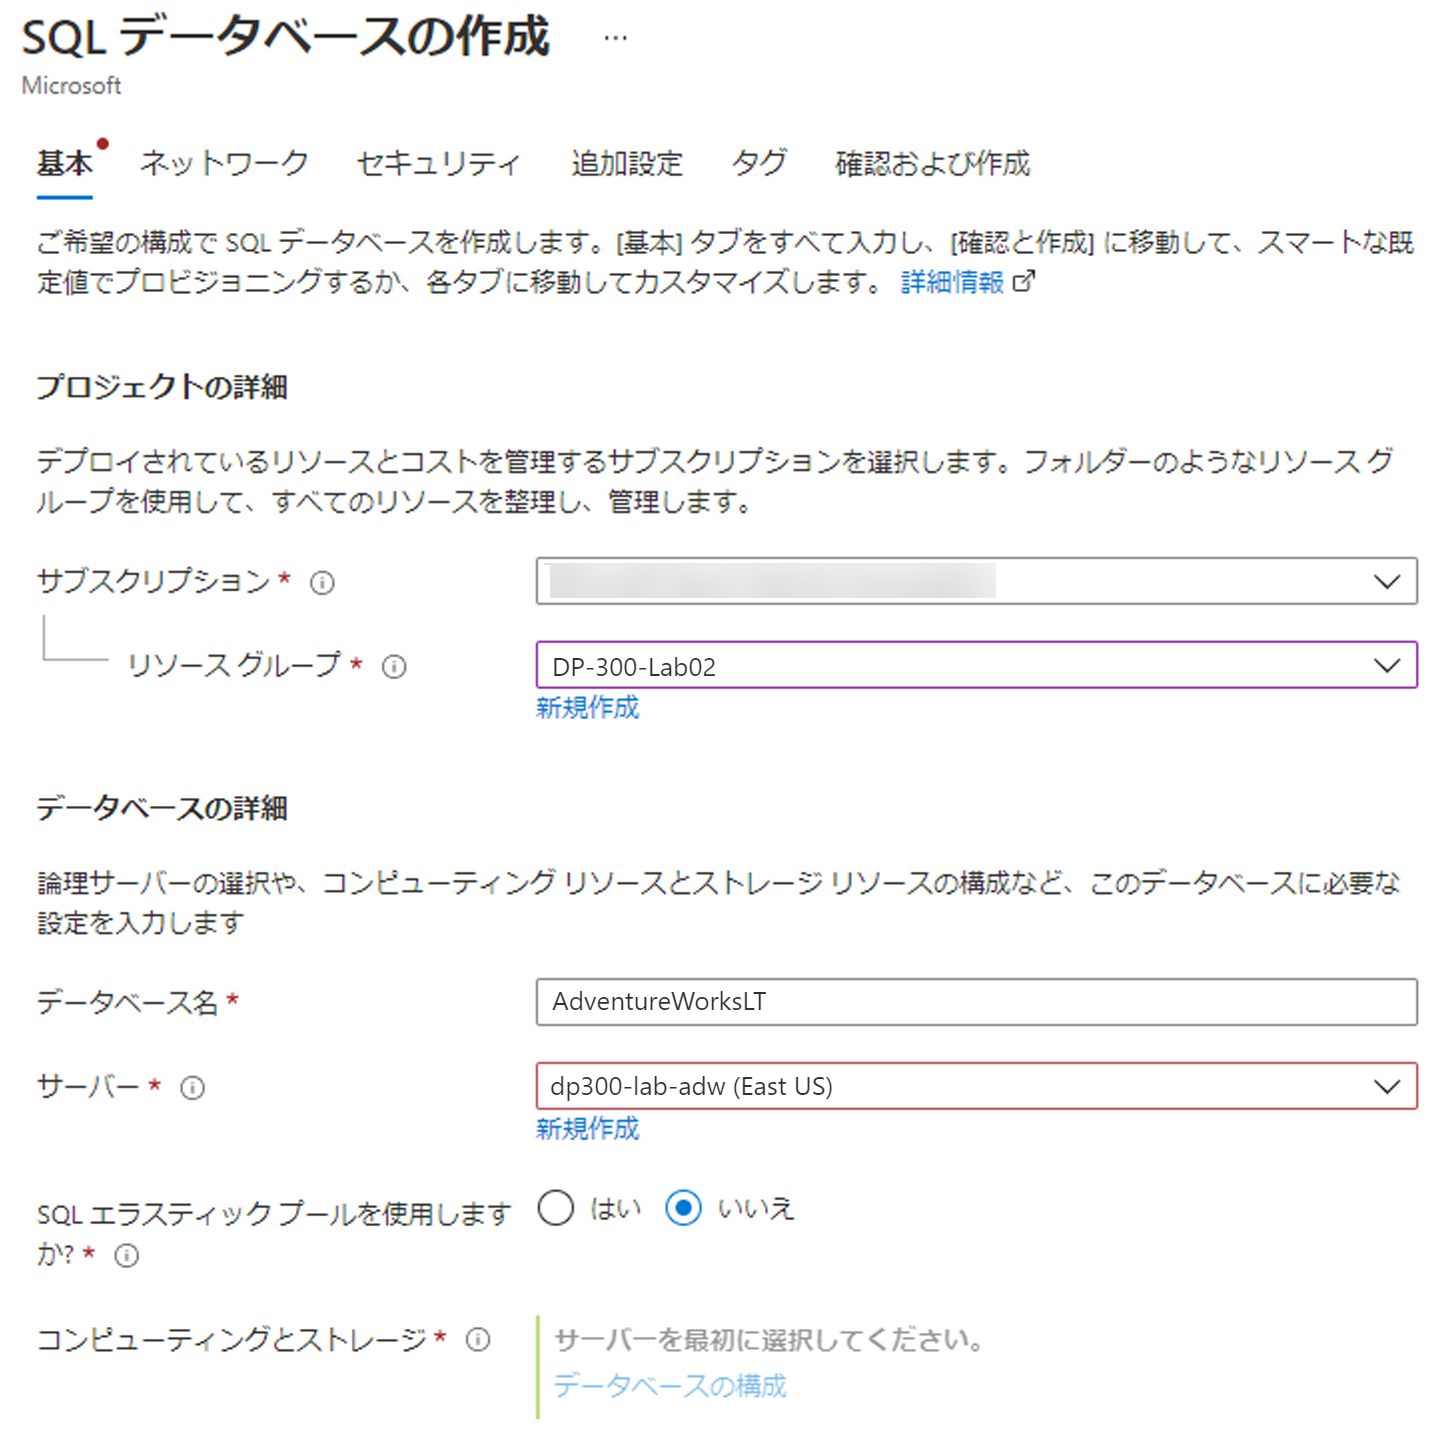 SQL データベースの作成 ...
Microsoft
基本 ネットワーク セキュリティ 追加設定 タグ 確認および作成
ご希望の構成で SQL データベースを作成します。[基本] タブをすべて入力し、[確認と作成] に移動して、スマートな既
定値でプロビジョニングするか、各タブに移動してカスタマイズします。 詳細情報
プロジェクトの詳細
デプロイされているリソースとコストを管理するサブスクリプションを選択します。フォルダーのようなリソース グ
ループを使用して、すべてのリソースを整理し、管理します。
サブスクリプション *
リソース グループ * DP-300-Lab02
新規作成
データベースの詳細
論理サーバーの選択や、コンピューティング リソースとストレージ リソースの構成など、このデータベースに必要な
設定を入力します
データベース名 * AdventureWorksLT
サーバー * dp300-lab-adw (East US)
新規作成
SQL エラスティック プールを使用します はい いいえ
か? *
コンピューティングとストレージ * サーバーを最初に選択してください。
データベースの構成